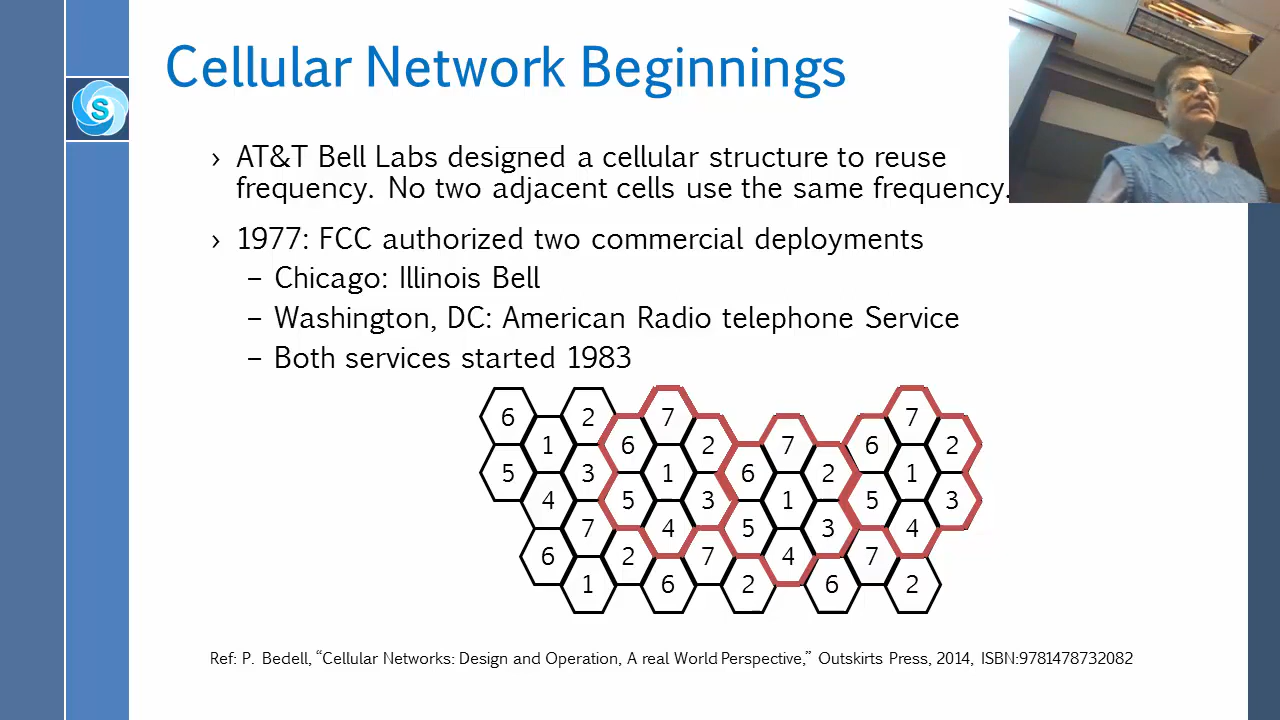 Cellular Network Beginnings
S
› AT&T Bell Labs designed a cellular structure to reuse
frequency. No two adjacent cells use the same frequency.
› 1977: FCC authorized two commercial deployments
– Chicago: Illinois Bell
– Washington, DC: American Radio telephone Service
– Both services started 1983
6 2 7 7
1 6 2 7 6 2
5 3 1 6 2 1
4 5 3 1 5 3
7 4 5 3 4
6 2 7 4 7
1 6 2 6 2
Ref: P. Bedell, “Cellular Networks: Design and Operation, A real World Perspective,” Outskirts Press, 2014, ISBN:9781478732082